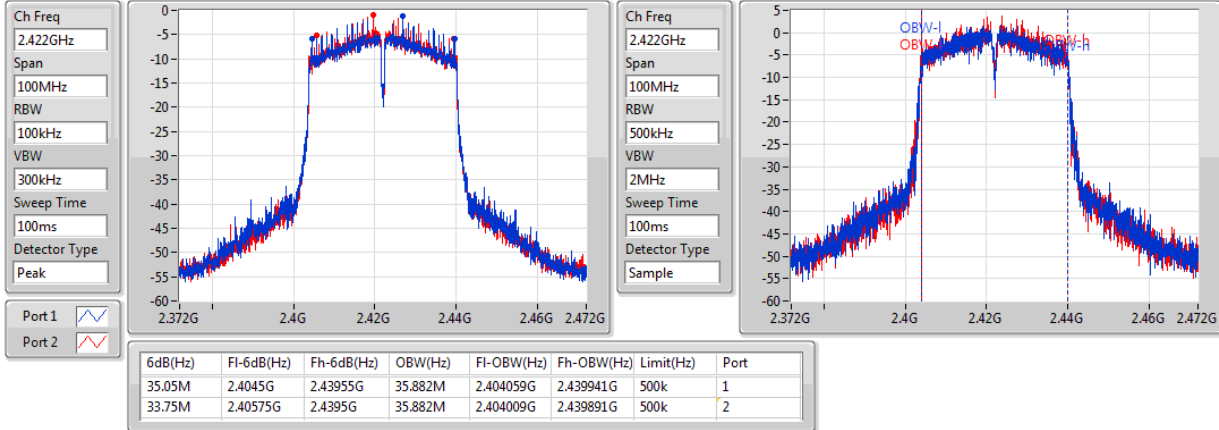 Ch Freq
2.422GHz
Span
100MHz
RBW
100kHz
VBW
300kHz
Sweep Time
100ms
Detector Type
Peak
Port 1
Port 2
0
-5
-10
-15
-20
-25
-30
-35
-40
-45
-50
-55
-60
2.372G 2.4G 2.42G 2.44G 2.46G 2.472G
Ch Freq
2.422GHz
Span
100MHz
RBW
500kHz
VBW
2MHz
Sweep Time
100ms
Detector Type
Sample
5
0
-5
-10
-15
-20
-25
-30
-35
-40
-45
-50
-55
-60
OBW-l
2.372G 2.4G 2.42G 2.44G 2.46G 2.472G
6dB(Hz) Fl-6dB(Hz) Fh-6dB(Hz) OBW(Hz) Fl-OBW(Hz) Fh-OBW(Hz) Limit(Hz) Port
35.05M 2.4045G 2.43955G 35.882M 2.404059G 2.439941G 500k 1
33.75M 2.40575G 2.4395G 35.882M 2.404009G 2.439891G 500k 2